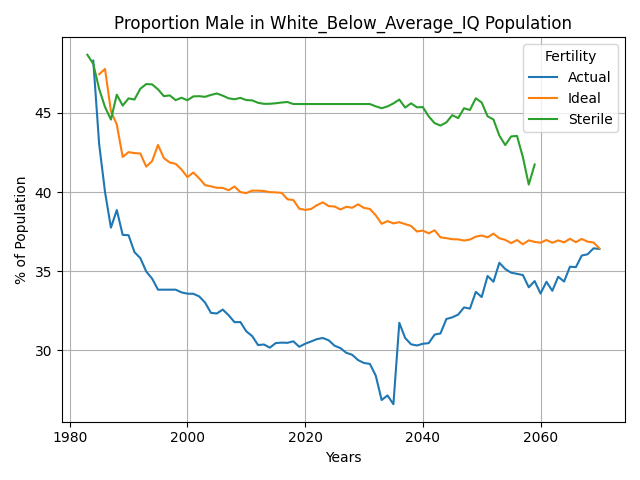 Proportion Male in White_Below_Average_IQ Population
Fertility
Actual
Ideal
Sterile
% of Population
45
40
35
30
1980
2000
2020
2040
2060
Years